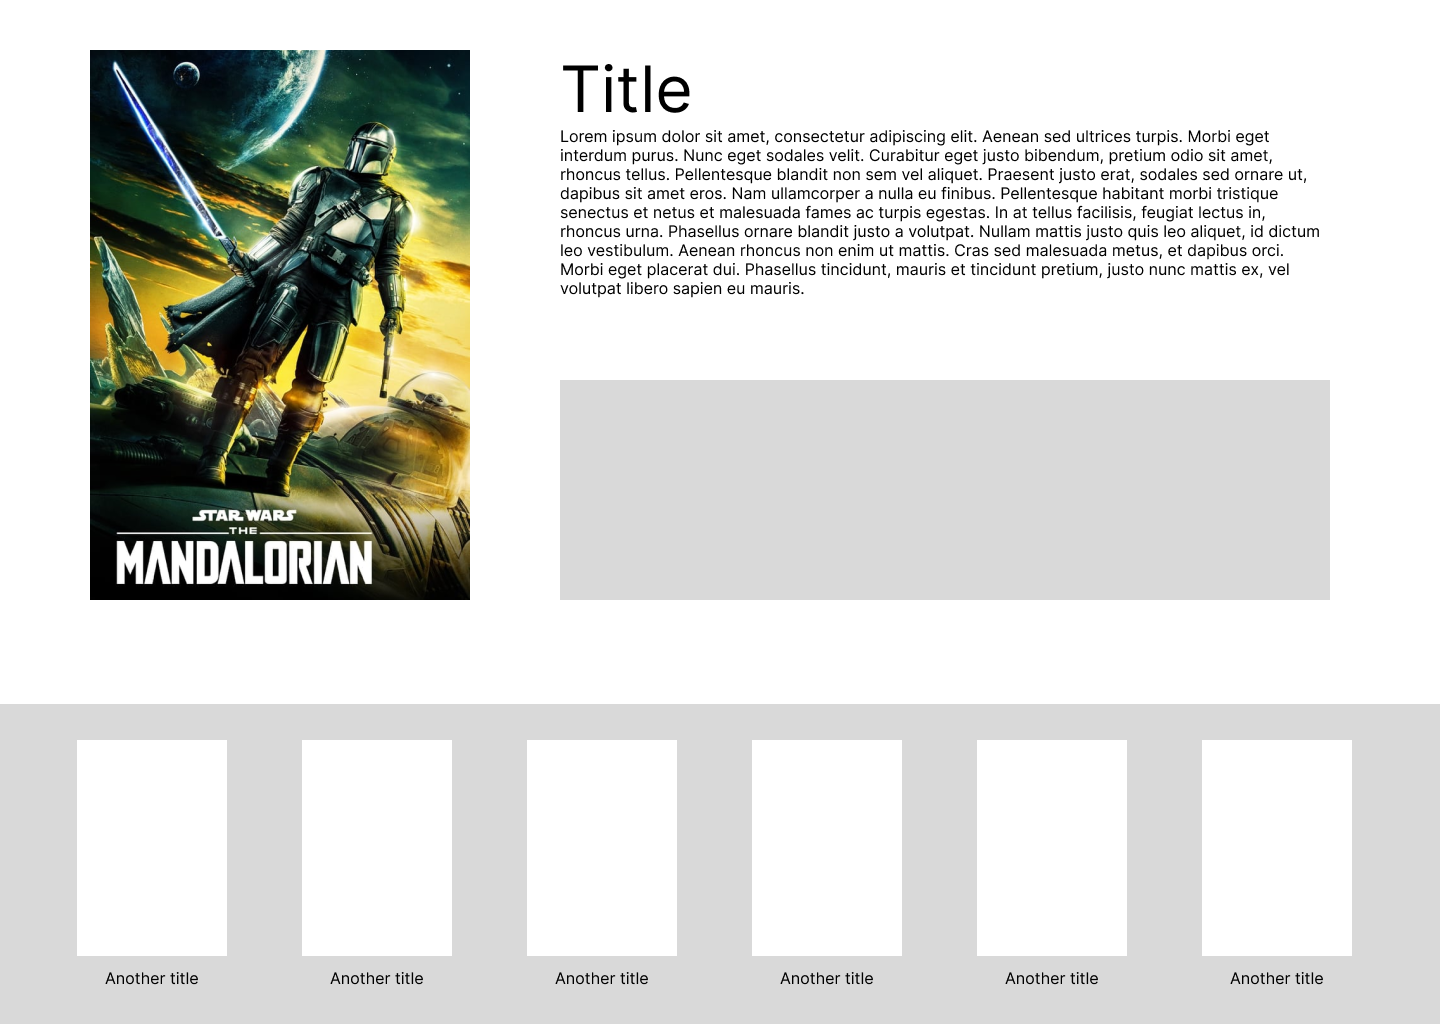 STAR WARS
THE
MANDALORIAN
Title
Lorem ipsum dolor sit amet, consectetur adipiscing elit. Aenean sed ultrices turpis. Morbi eget
interdum purus. Nunc eget sodales velit. Curabitur eget justo bibendum, pretium odio sit amet,
rhoncus tellus. Pellentesque blandit non sem vel aliquet. Praesent justo erat, sodales sed ornare ut,
dapibus sit amet eros. Nam ullamcorper a nulla eu finibus. Pellentesque habitant morbi tristique
senectus et netus et malesuada fames ac turpis egestas. In at tellus facilisis, feugiat lectus in,
rhoncus urna. Phasellus ornare blandit justo a volutpat. Nullam mattis justo quis leo aliquet, id dictum
leo vestibulum. Aenean rhoncus non enim ut mattis. Cras sed malesuada metus, et dapibus orci.
Morbi eget placerat dui. Phasellus tincidunt, mauris et tincidunt pretium, justo nunc mattis ex, vel
volutpat libero sapien eu mauris.
Another title
Another title
Another title
Another title
Another title
Another title